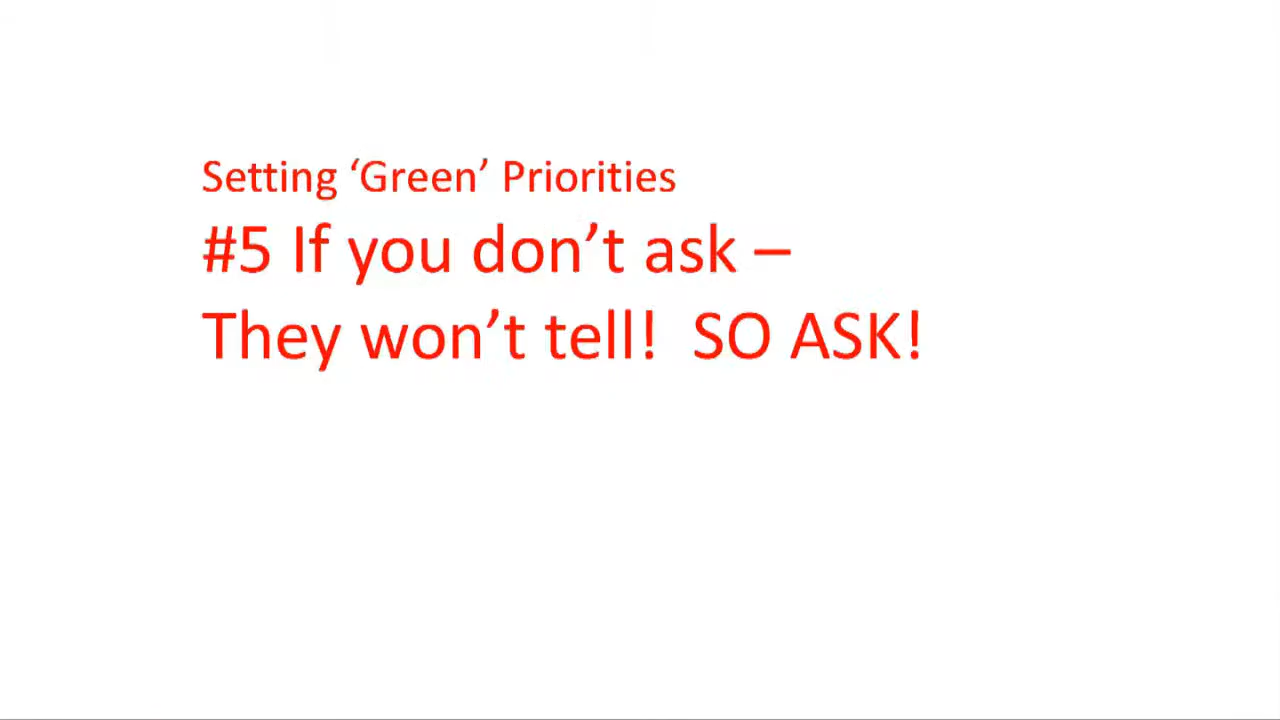 Setting ‘Green’ Priorities
#5 If you don’t ask –
They won’t tell!  SO ASK!